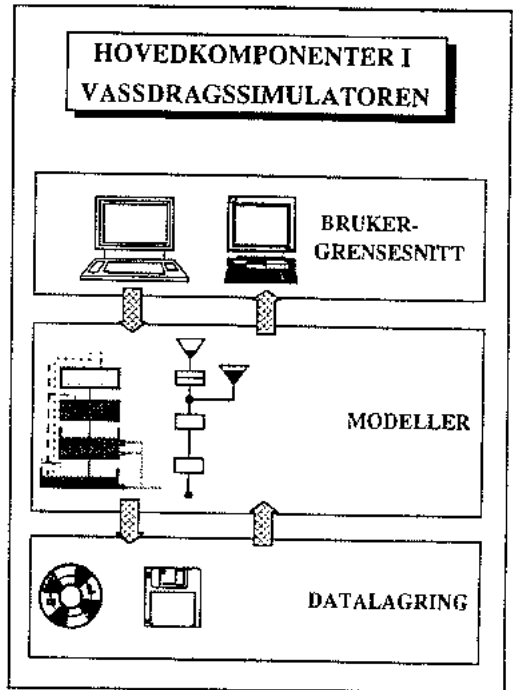 HOVEDKOMPONENTER I
VASSDRAGSSIMULATOREN
BRUKER-
GRENSESNITT
MODELLER
DATALAGRING